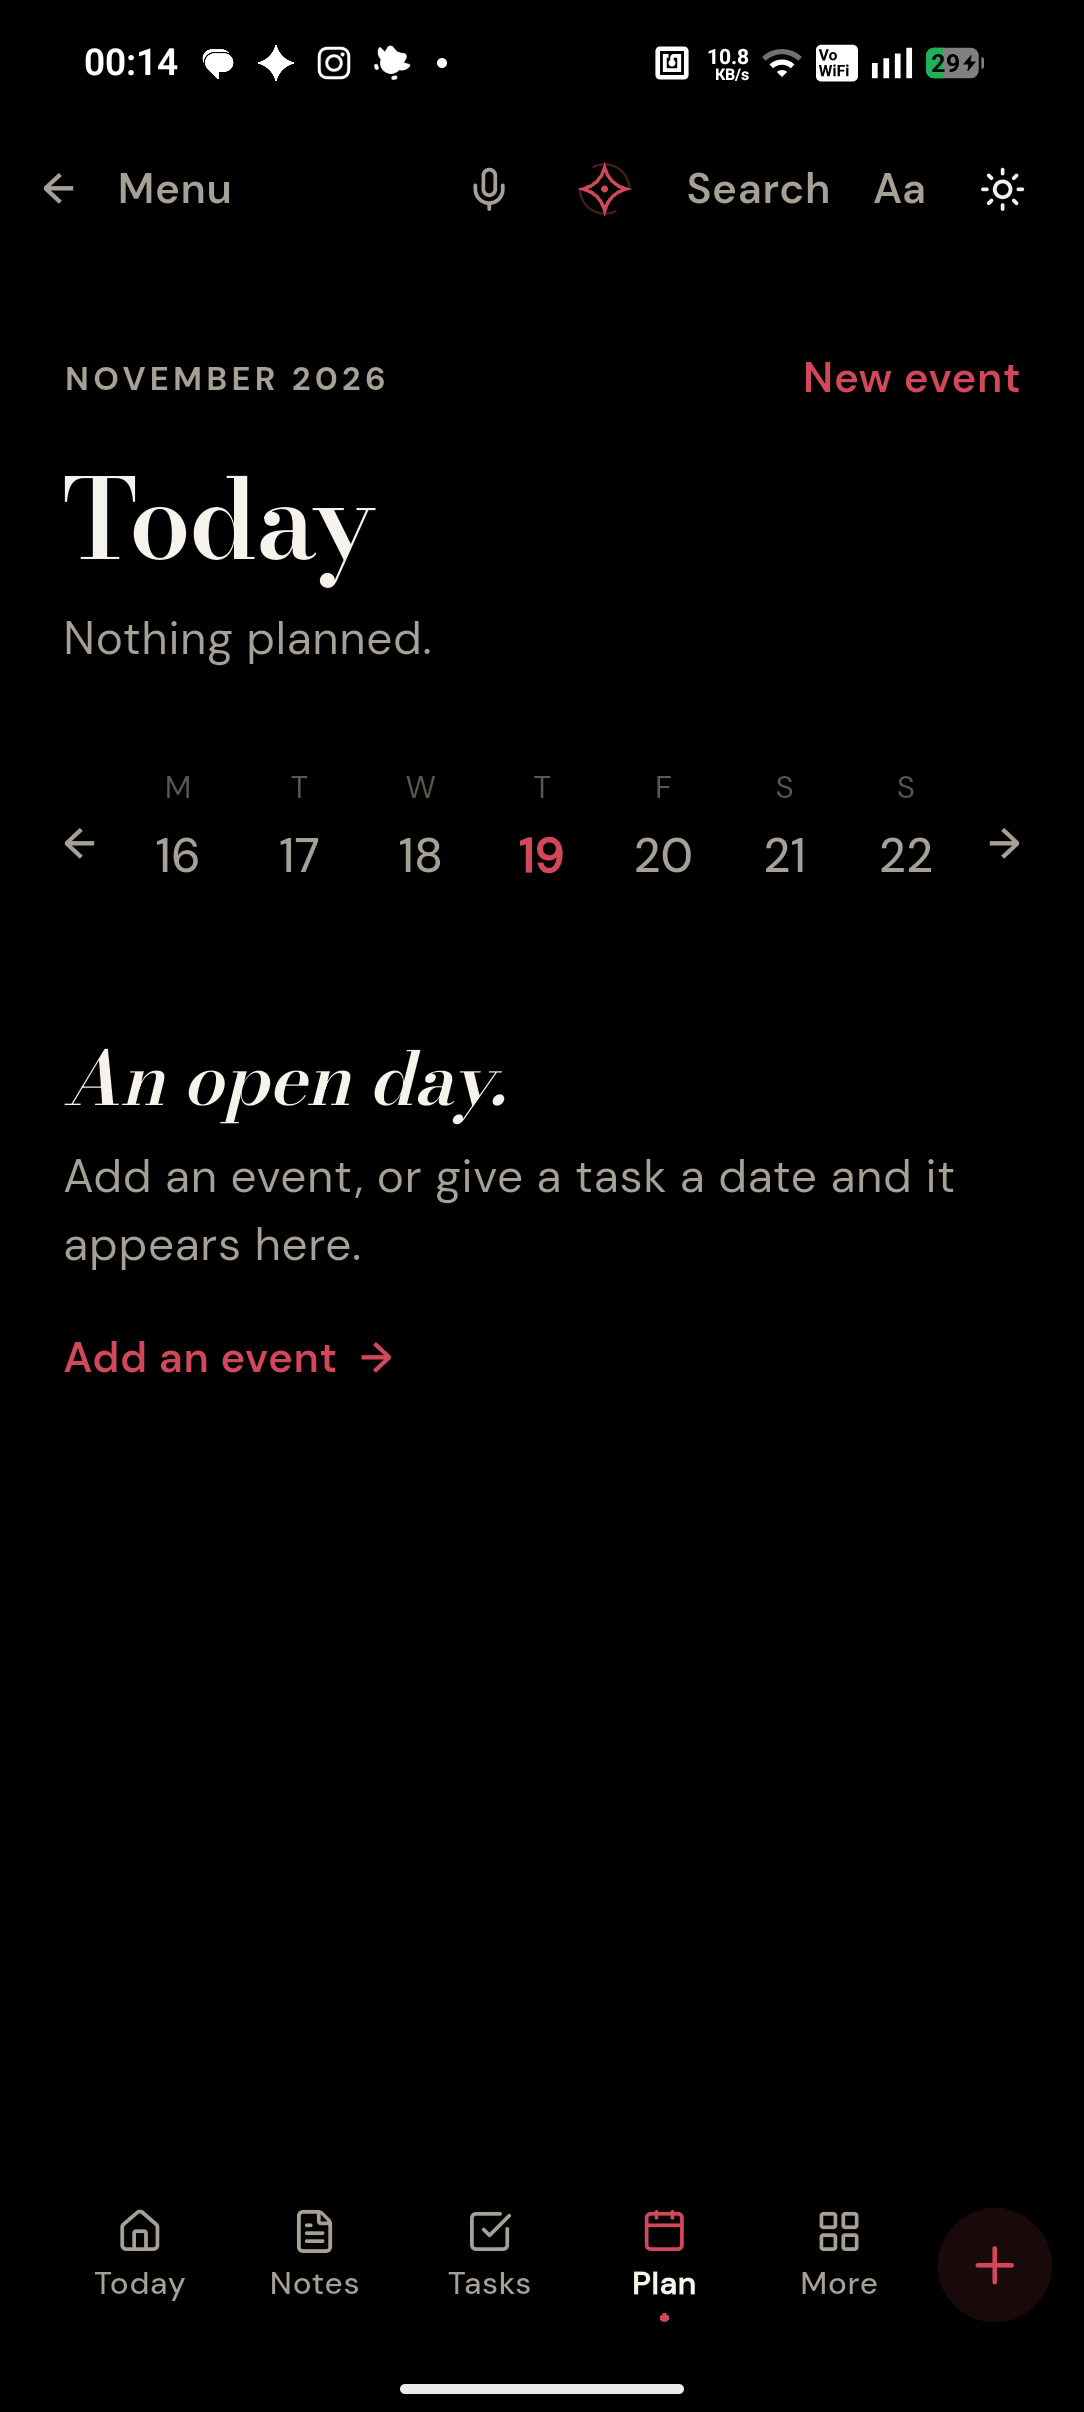 00:14
10.8
KB/s
Vo
WiFi
29
Menu
Search
Aa
NOVEMBER 2026
New event
Today
Nothing planned.
M T W T F S S
16 17 18 19 20 21 22
An open day.
Add an event, or give a task a date and it
appears here.
Add an event
Today
Notes
Tasks
Plan
More